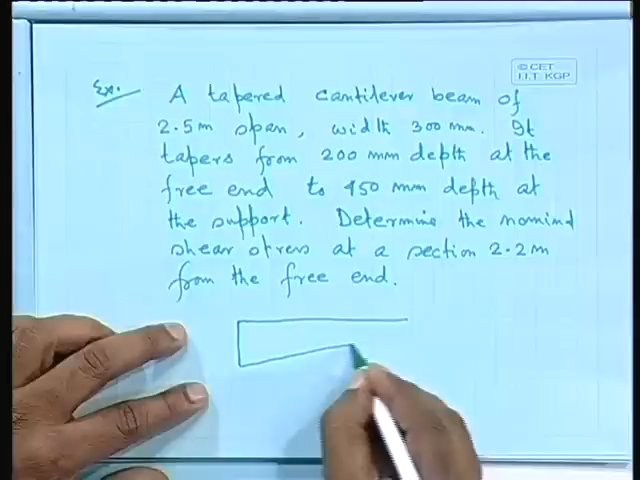 © CET
I.I.T. KGP
Ex. A tapered cantilever beam of
2.5m span, width 300 mm. It
tapers from 200 mm depth at the
free end to 450 mm depth at
the support. Determine the nominal
shear stress at a section 2.2m
from the free end.